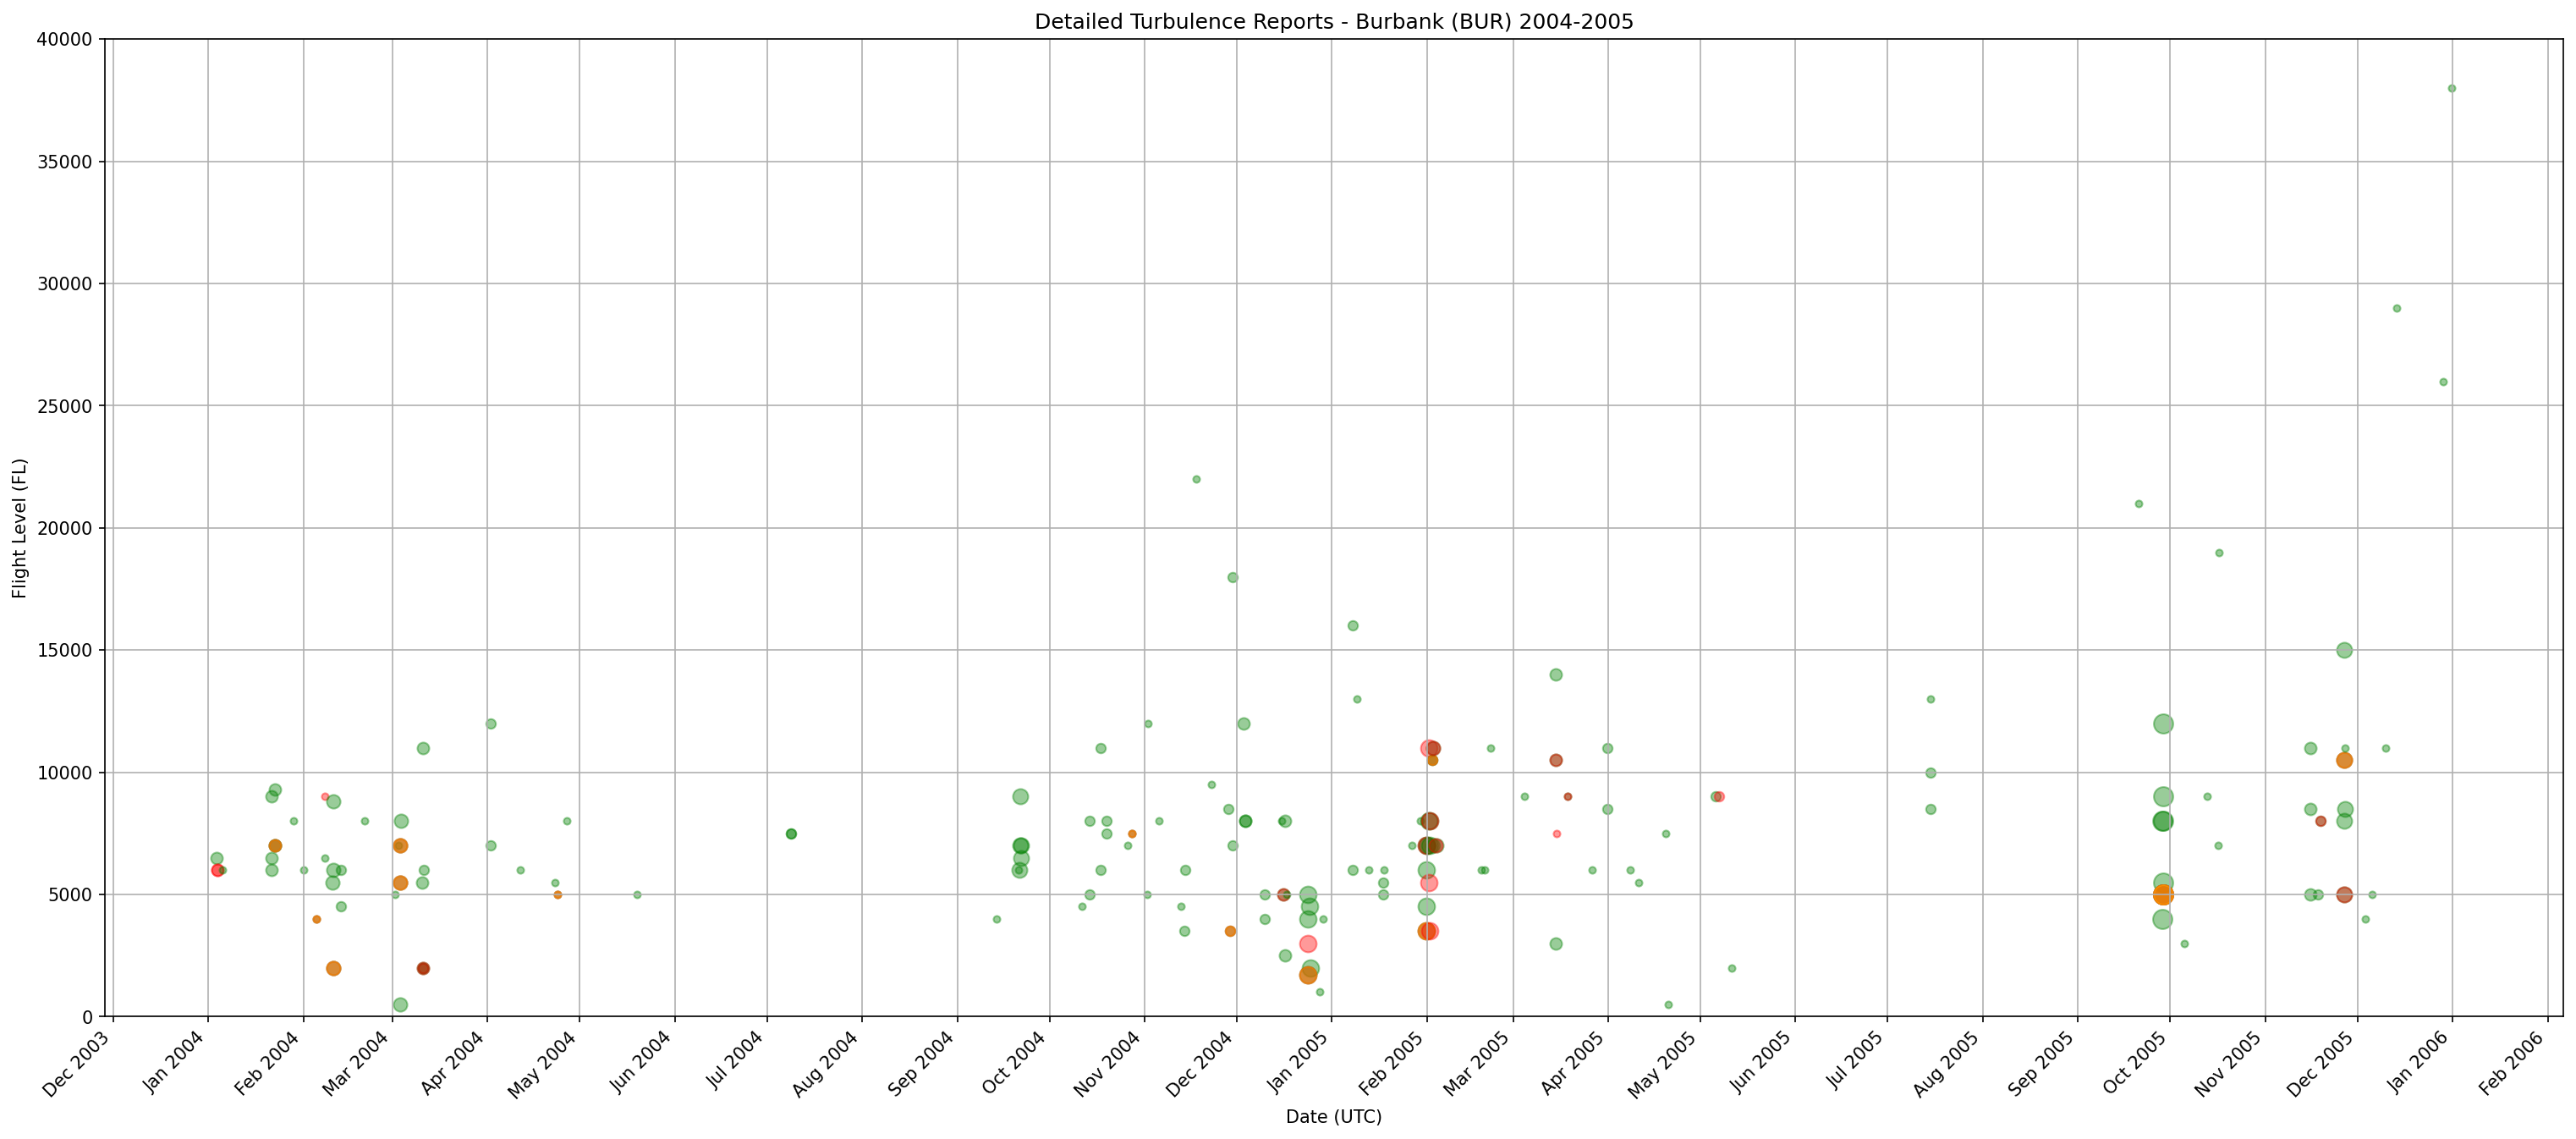 Detailed Turbulence Reports - Burbank (BUR) 2004-2005
40000
35000
30000
25000
20000
15000
10000
5000
0
Flight Level (FL)
Dec 2003
Jan 2004
Feb 2004
Mar 2004
Apr 2004
May 2004
Jun 2004
Jul 2004
Aug 2004
Sep 2004
Oct 2004
Nov 2004
Dec 2004
Jan 2005
Feb 2005
Mar 2005
Apr 2005
May 2005
Jun 2005
Jul 2005
Aug 2005
Sep 2005
Oct 2005
Nov 2005
Dec 2005
Jan 2006
Feb 2006
Date (UTC)